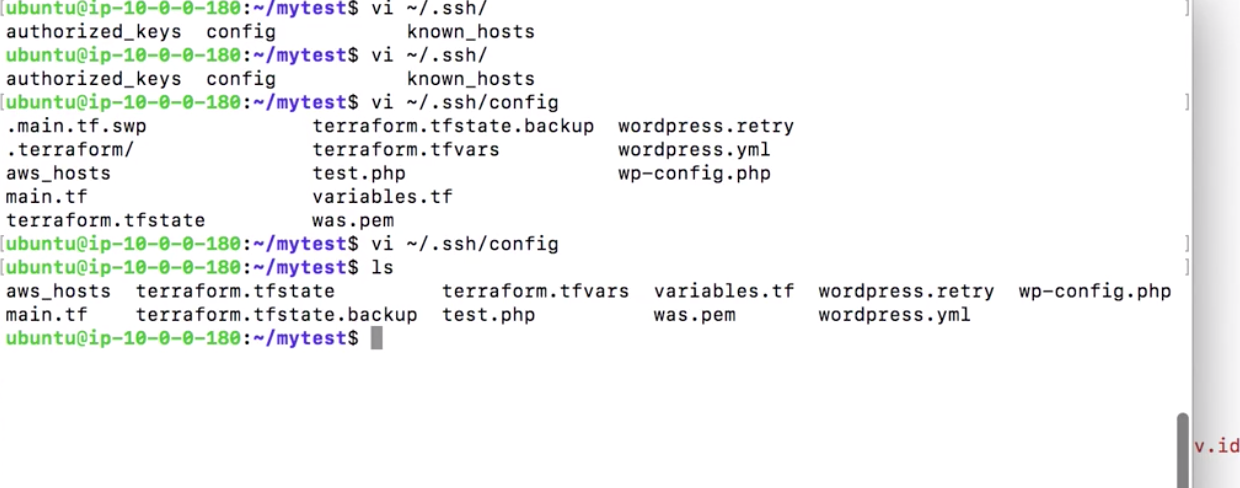 [ubuntu@ip-10-0-0-180:~/mytest$ vi ~/.ssh/ ]
authorized_keys  config           known_hosts
ubuntu@ip-10-0-0-180:~/mytest$ vi ~/.ssh/
authorized_keys  config           known_hosts
[ubuntu@ip-10-0-0-180:~/mytest$ vi ~/.ssh/config ]
.main.tf.swp              terraform.tfstate.backup  wordpress.retry
.terraform/               terraform.tfvars          wordpress.yml
aws_hosts                 test.php                  wp-config.php
main.tf                   variables.tf
terraform.tfstate         was.pem
[ubuntu@ip-10-0-0-180:~/mytest$ vi ~/.ssh/config ]
[ubuntu@ip-10-0-0-180:~/mytest$ ls ]
aws_hosts  terraform.tfstate         terraform.tfvars  variables.tf  wordpress.retry  wp-config.php
main.tf    terraform.tfstate.backup  test.php          was.pem       wordpress.yml
ubuntu@ip-10-0-0-180:~/mytest$
v.id